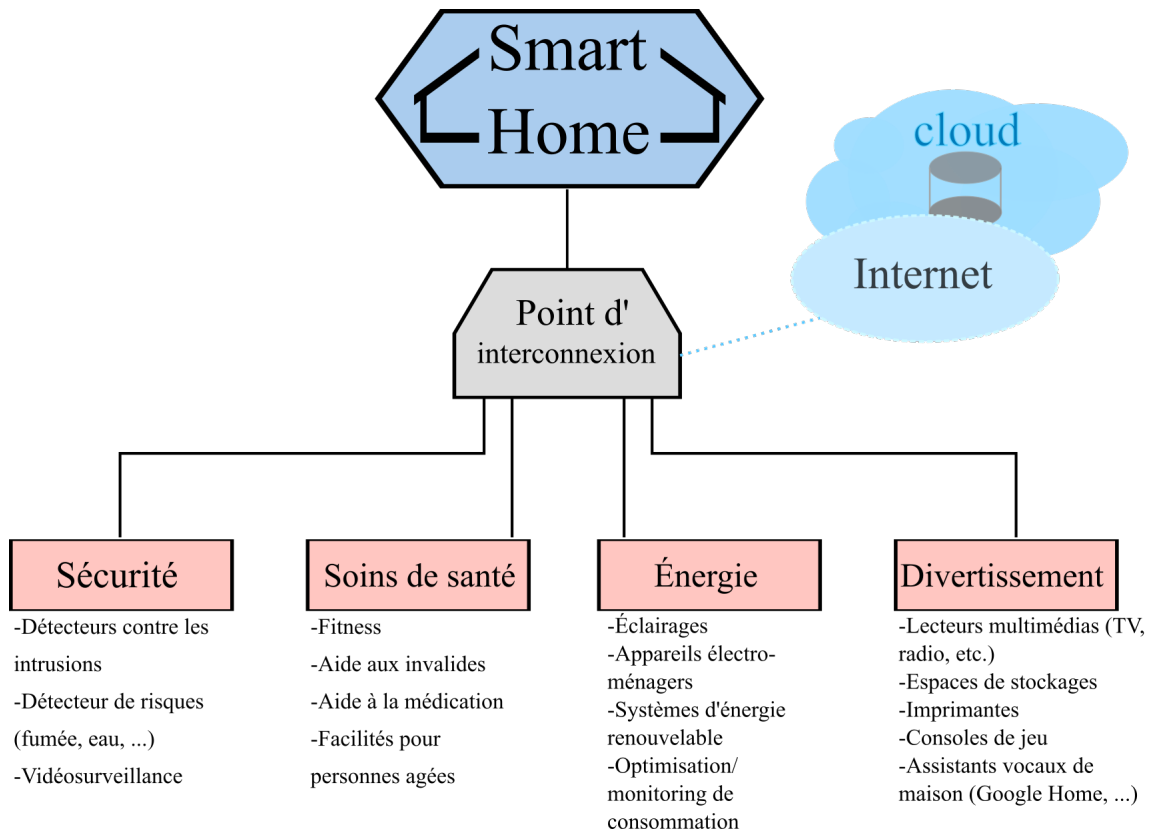 Smart
Home
cloud
Internet
Point d'
interconnexion
Sécurité
-Détecteurs contre les
intrusions
-Détecteur de risques
(fumée, eau, ...)
-Vidéosurveillance
Soins de santé
-Fitness
-Aide aux invalides
-Aide à la médication
-Facilités pour
personnes agées
Énergie
-Éclairages
-Appareils électro-
ménagers
-Systèmes d'énergie
renouvelable
-Optimisation/
monitoring de
consommation
Divertissement
-Lecteurs multimédias (TV,
radio, etc.)
-Espaces de stockages
-Imprimantes
-Consoles de jeu
-Assistants vocaux de
maison (Google Home, ...)